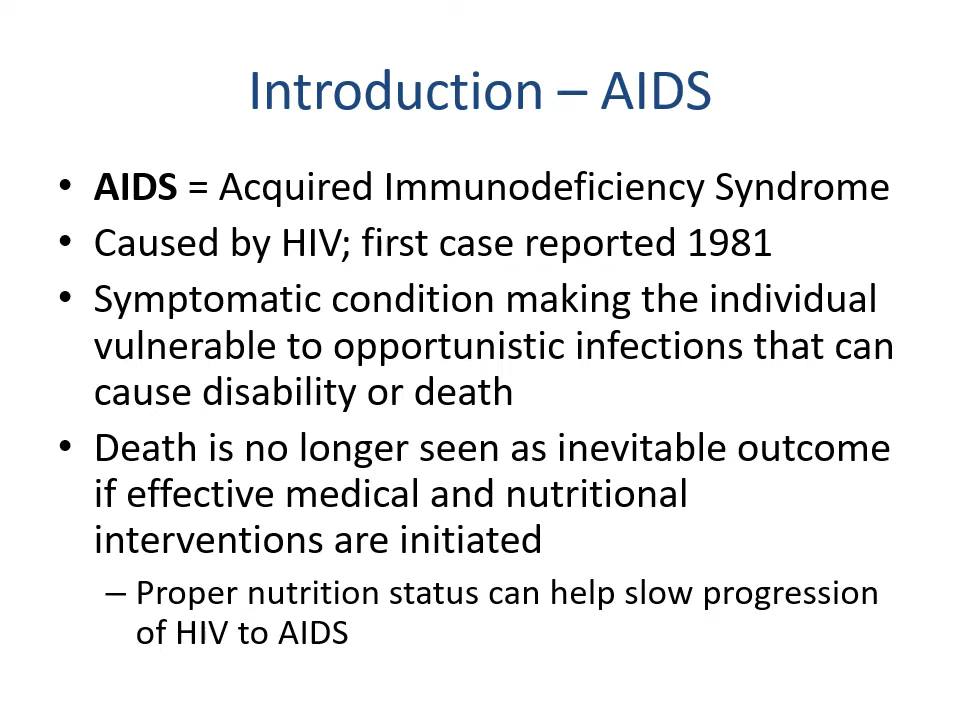 Introduction – AIDS
• AIDS = Acquired Immunodeficiency Syndrome
• Caused by HIV; first case reported 1981
• Symptomatic condition making the individual
vulnerable to opportunistic infections that can
cause disability or death
• Death is no longer seen as inevitable outcome
if effective medical and nutritional
interventions are initiated
– Proper nutrition status can help slow progression
of HIV to AIDS